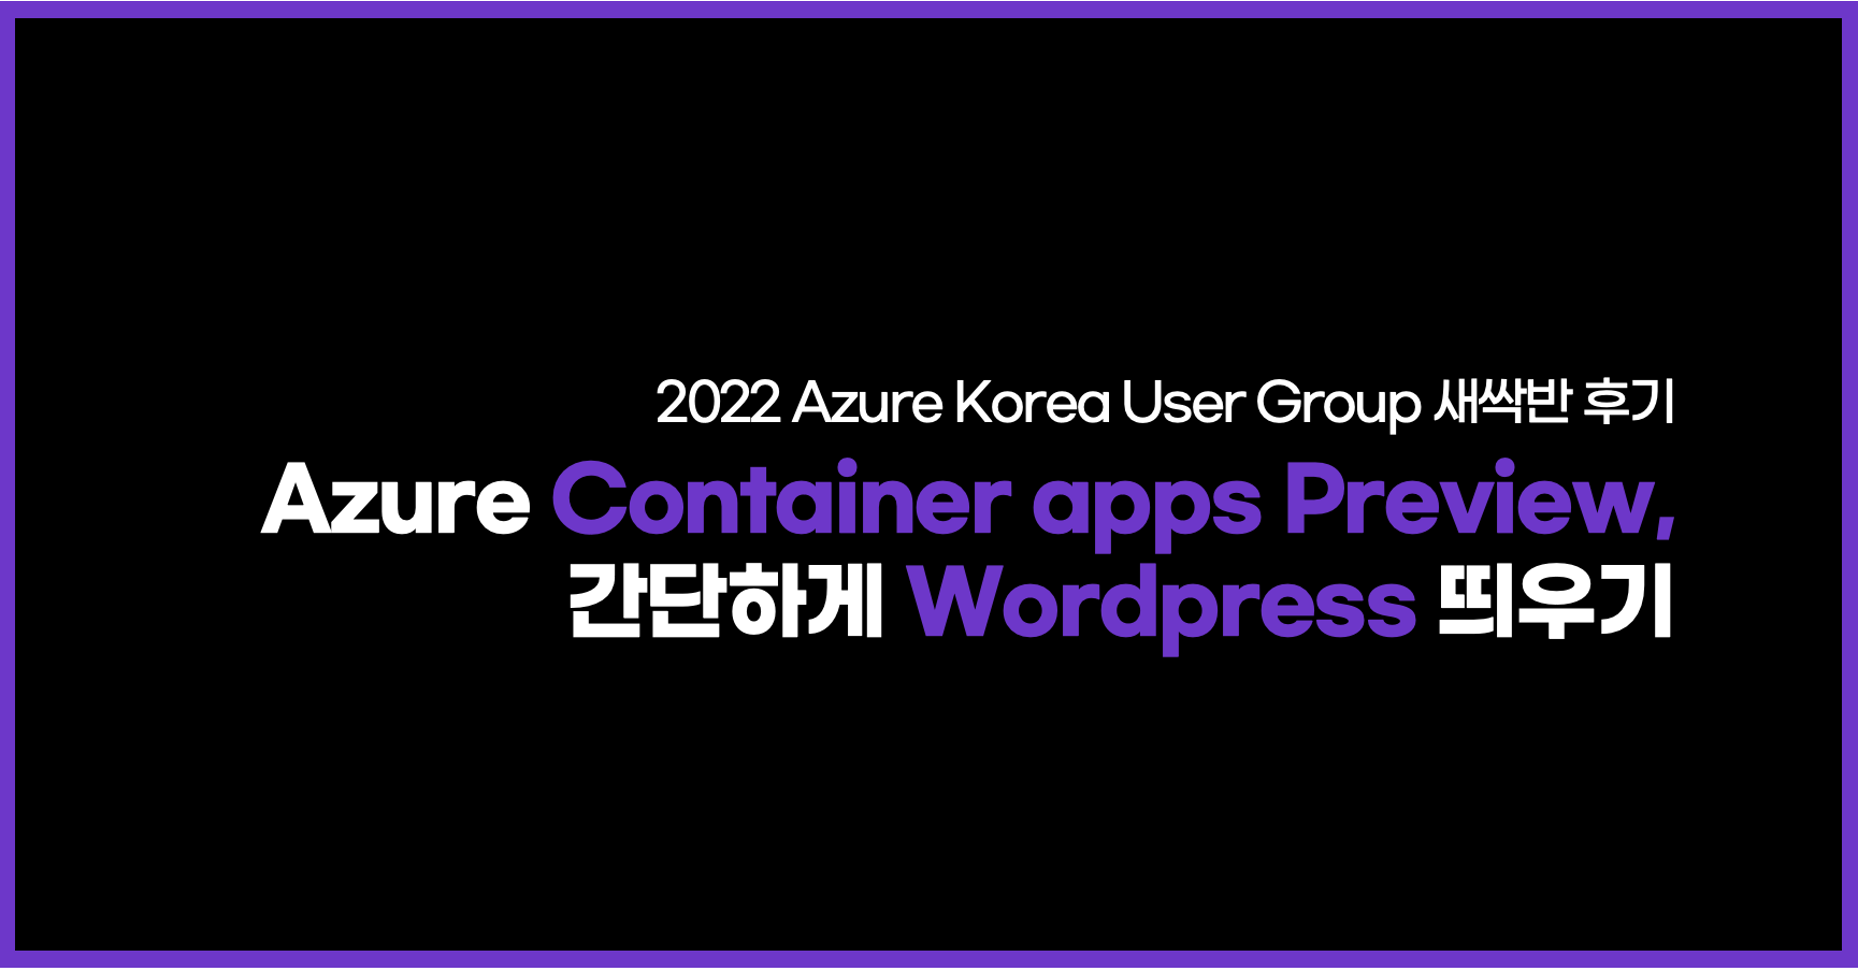 2022 Azure Korea User Group 새싹반 후기
Azure Container apps Preview,
간단하게 Wordpress 띄우기